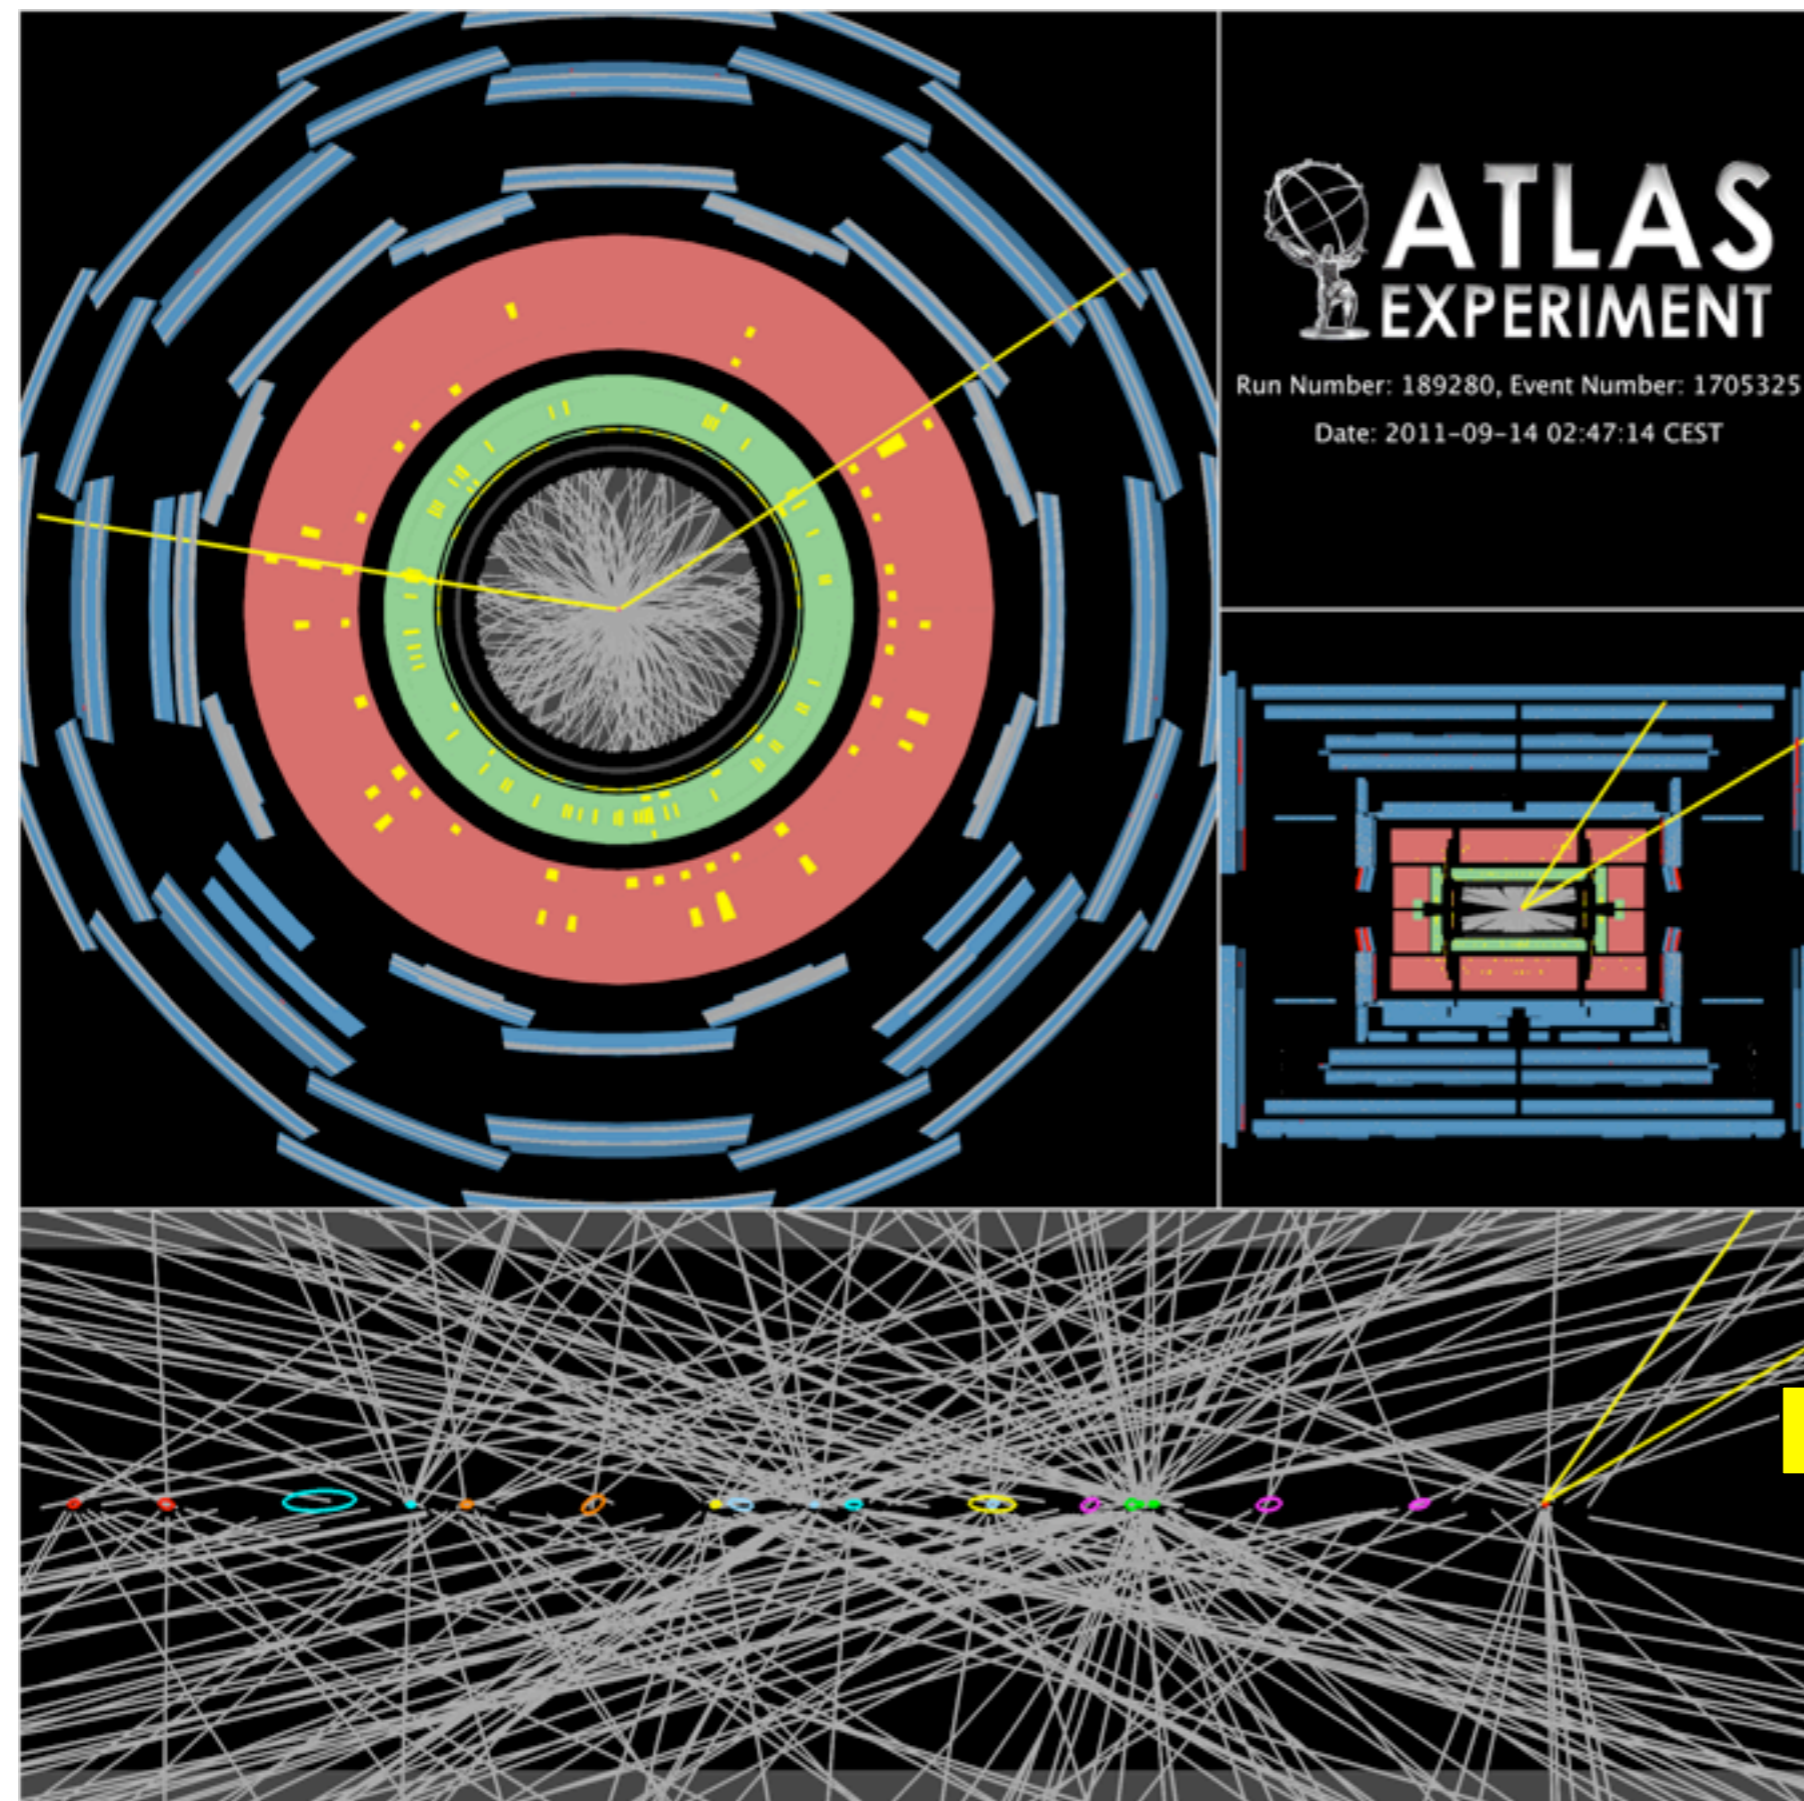 ATLAS
EXPERIMENT
Run Number: 189280, Event Number: 1705325
Date: 2011-09-14 02:47:14 CEST